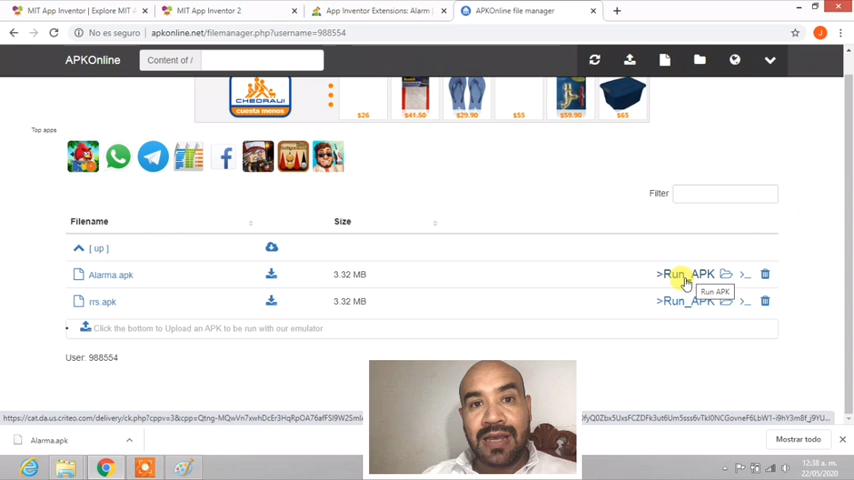 MIT App Inventor | Explore MIT A
MIT App Inventor 2
App Inventor Extensions: Alarm |
APKOnline file manager
No es seguro | apkonline.net/filemanager.php?username=988554
J
APKOnline
Content of /
CHEDRAUI
cuesta menos
Scotch
$26
$41.50
$29.90
$55
$59.90
$65
Top apps
Filter
Filename
Size
[ up ]
Alarma.apk
3.32 MB
>Run_APK
>_
rrs.apk
3.32 MB
>Run_APK
>_
Run APK
Click the bottom to Upload an APK to be run with our emulator
User: 988554
Alarma.apk
Mostrar todo
12:38 a. m.
22/05/2020